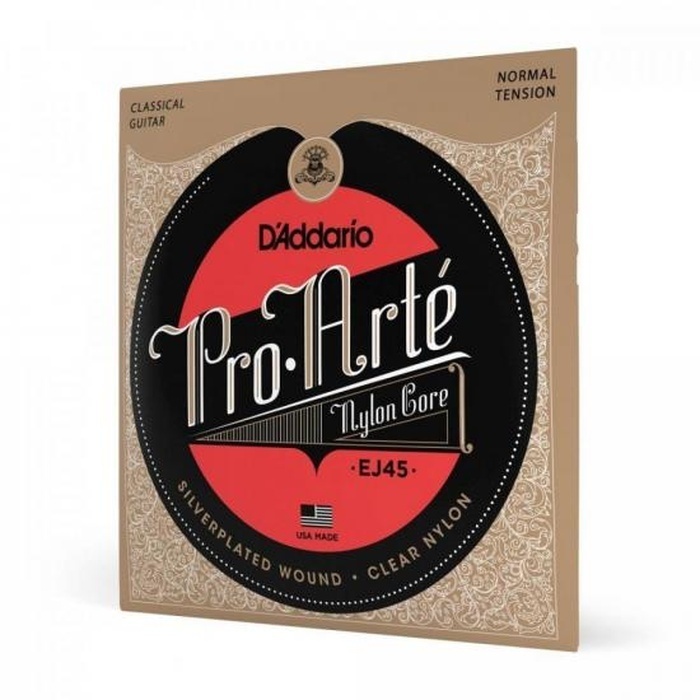 CLASSICAL
GUITAR
NORMAL
TENSION
D'Addario
Pro·Arté
Nylon Core
·EJ45·
USA MADE
SILVERPLATED WOUND · CLEAR NYLON